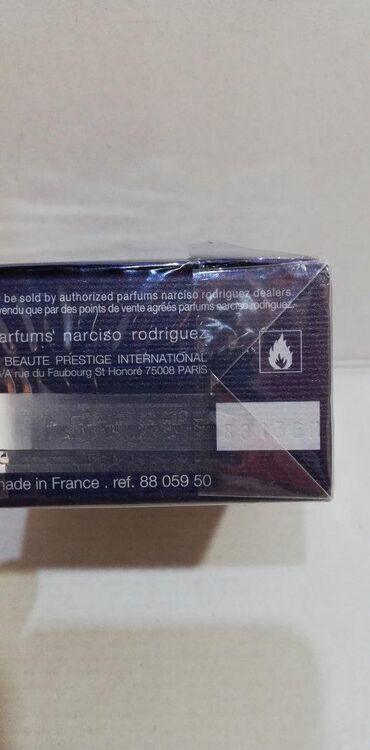 be sold by authorized parfums narciso rodriguez dealers.
vendu que par des points de vente agréés parfums narciso rodriguez.
parfums narciso rodriguez
BEAUTE PRESTIGE INTERNATIONAL
rue du Faubourg St Honoré 75008 PARIS
made in France . ref. 88 059 50